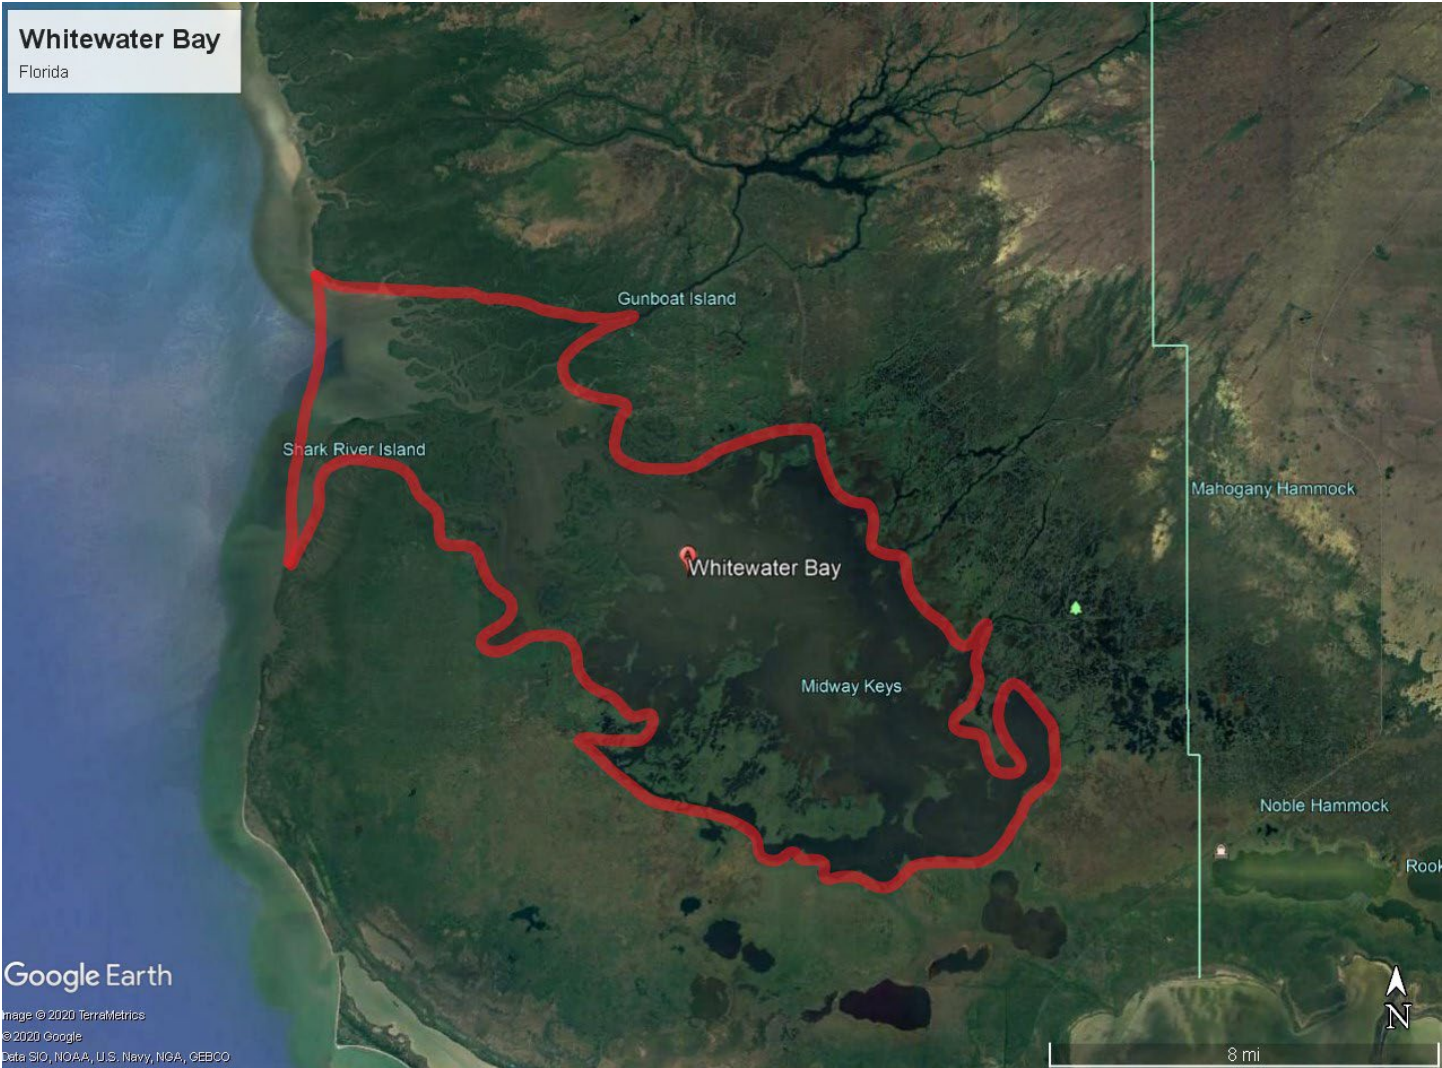 Whitewater Bay
Florida
Gunboat Island
Shark River Island
Mahogany Hammock
A
Whitewater Bay
Midway Keys
Noble Hammock
Rook
Google Earth
mage © 2020 TerraMetrics
© 2020 Google
Data SIO, NOAA, U.S. Navy, NGA, GEBCO
N
8 mi